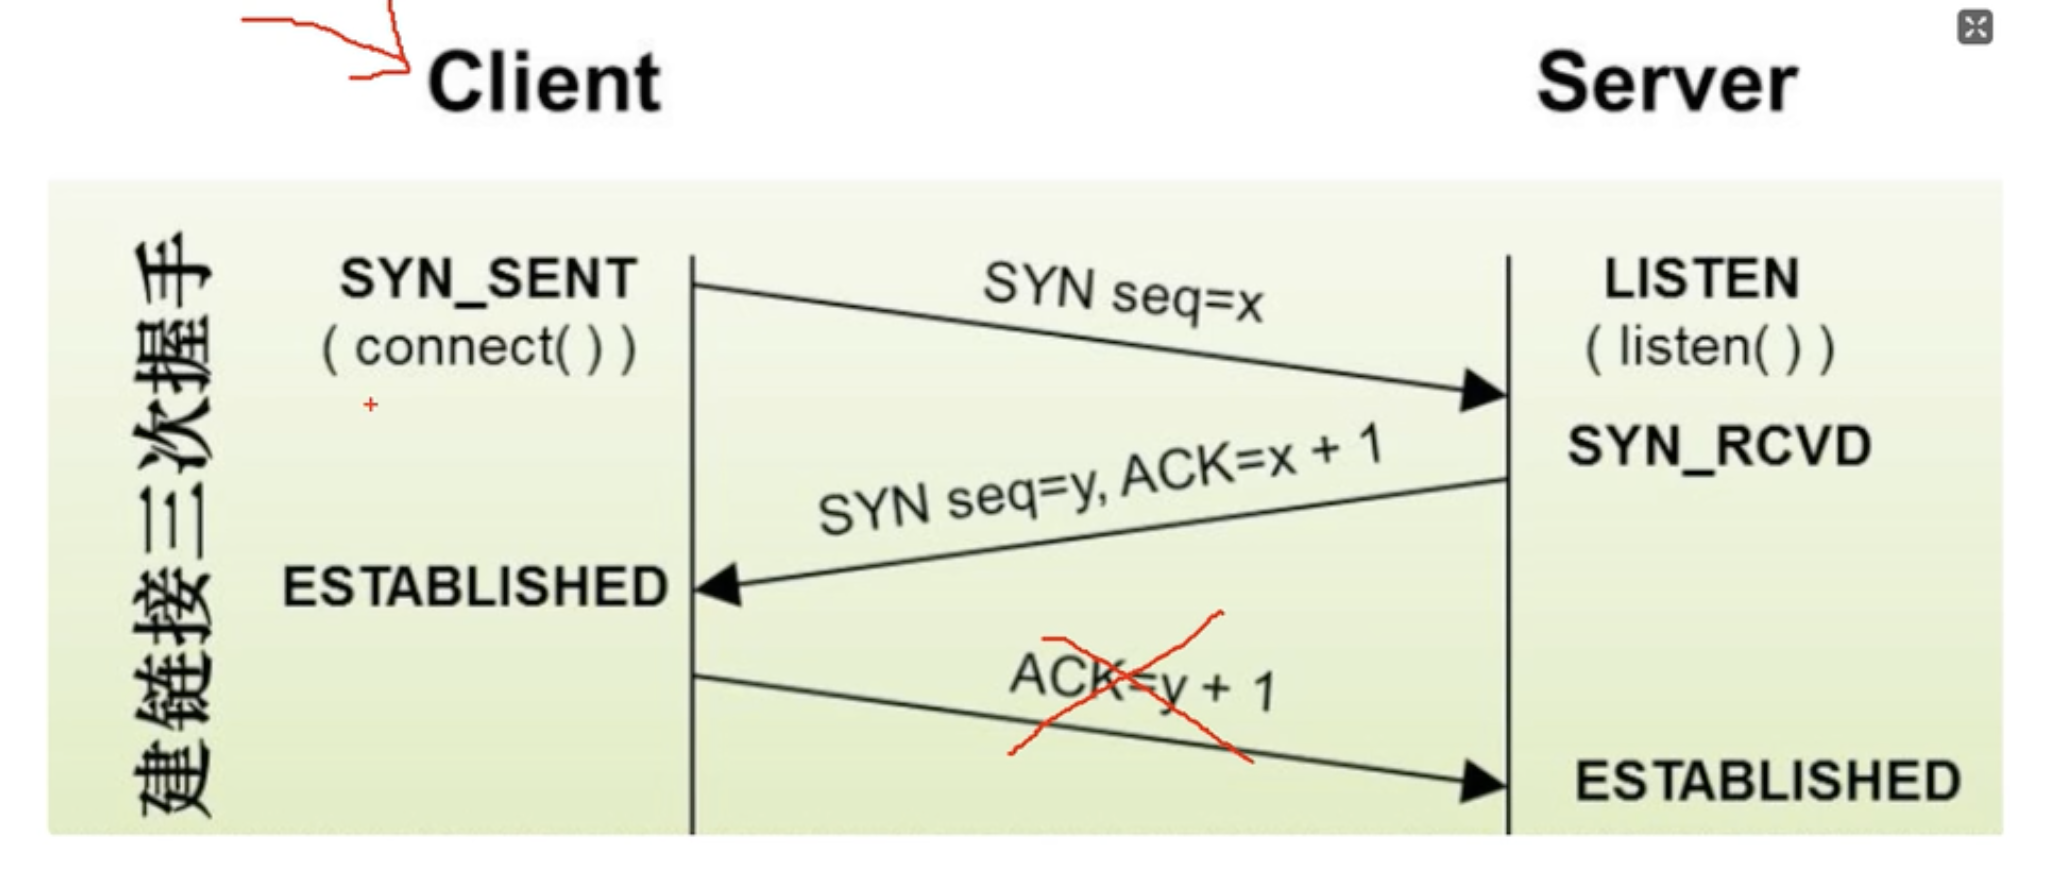 Client
Server
建链接三次握手
SYN_SENT
( connect( ) )
SYN seq=x
LISTEN
( listen( ) )
SYN_RCVD
SYN seq=y, ACK=x + 1
ESTABLISHED
ACK=y + 1
ESTABLISHED